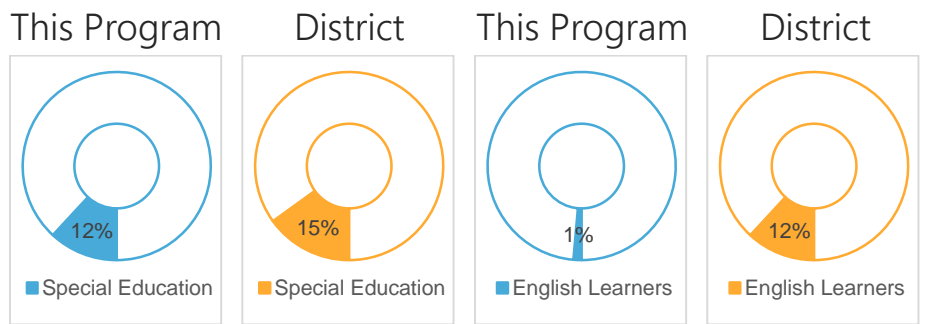 This Program
District
This Program
District
12%
15%
1%
12%
Special Education
Special Education
English Learners
English Learners